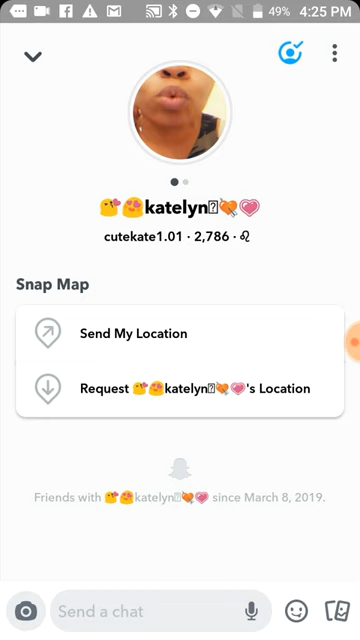 49% 4:25 PM
😘😍katelyn💘💗
cutekate1.01 · 2,786 · ♌
Snap Map
Send My Location
Request 😘😍katelyn💘💗's Location
Friends with 😘😍katelyn💘💗 since March 8, 2019.
Send a chat